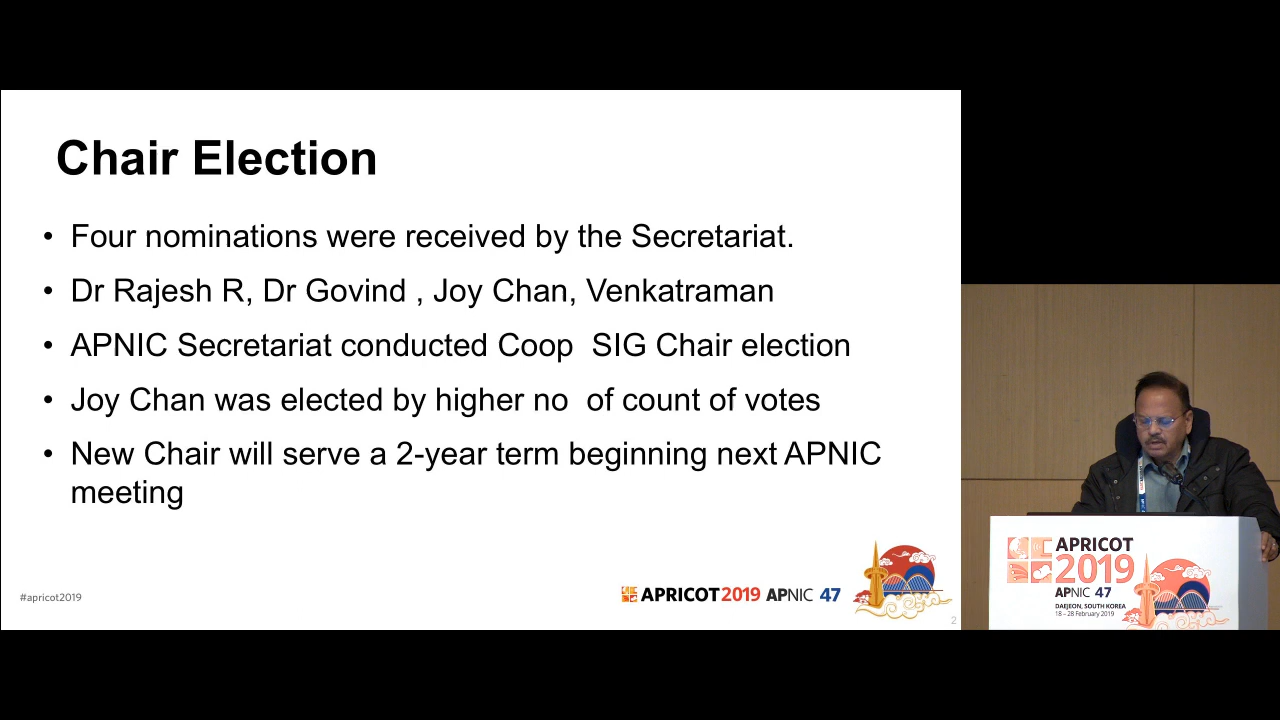 Chair Election
• Four nominations were received by the Secretariat.
• Dr Rajesh R, Dr Govind , Joy Chan, Venkatraman
• APNIC Secretariat conducted Coop  SIG Chair election
• Joy Chan was elected by higher no  of count of votes
• New Chair will serve a 2-year term beginning next APNIC
meeting
#apricot2019
APRICOT 2019 APNIC 47
2
APRICOT
2019
APNIC 47
DAEJEON, SOUTH KOREA
18 – 28 February 2019